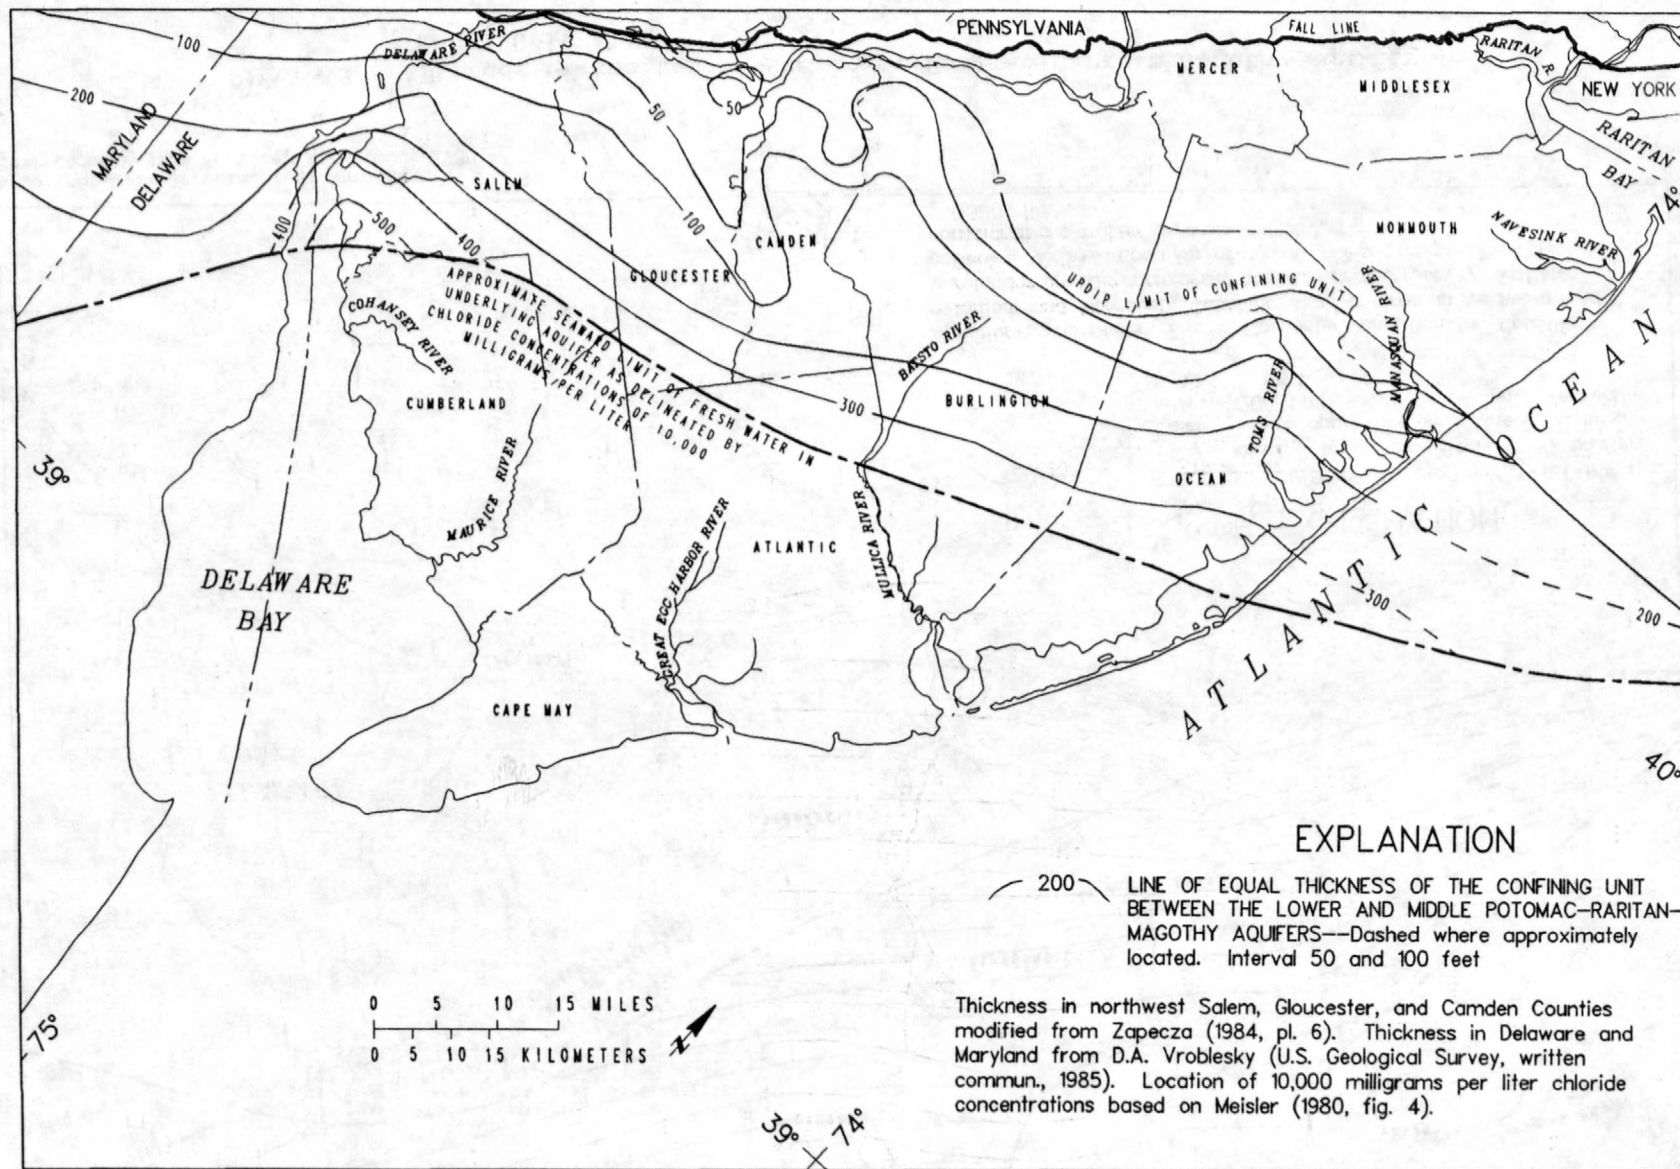 PENNSYLVANIA
FALL LINE
RARITAN R.
DELAWARE RIVER
MERCER
MIDDLESEX
NEW YORK
RARITAN
BAY
74°
100
200
0
50
50
MARYLAND
DELAWARE
SALEM
400
500
400
100
GLOUCESTER
CAMDEN
0
MONMOUTH
NAVESINK RIVER
UPDIP LIMIT OF CONFINING UNIT
MANASQUAN RIVER
APPROXIMATE SEAWARD LIMIT OF FRESH WATER IN
UNDERLYING AQUIFER AS DELINEATED BY
CHLORIDE CONCENTRATIONS OF 10,000
MILLIGRAMS PER LITER
COHANSEY RIVER
CUMBERLAND
MAURICE RIVER
BATSTO RIVER
BURLINGTON
300
TOMS RIVER
OCEAN
39°
DELAWARE
BAY
GREAT EGG HARBOR RIVER
ATLANTIC
MULLICA RIVER
CAPE MAY
ATLANTIC OCEAN
300
200
40°
75°
EXPLANATION
200
LINE OF EQUAL THICKNESS OF THE CONFINING UNIT
BETWEEN THE LOWER AND MIDDLE POTOMAC-RARITAN-
MAGOTHY AQUIFERS--Dashed where approximately
located. Interval 50 and 100 feet
0 5 10 15 MILES
0 5 10 15 KILOMETERS
N
Thickness in northwest Salem, Gloucester, and Camden Counties
modified from Zapecza (1984, pl. 6). Thickness in Delaware and
Maryland from D.A. Vroblesky (U.S. Geological Survey, written
commun., 1985). Location of 10,000 milligrams per liter chloride
concentrations based on Meisler (1980, fig. 4).
39° 74°